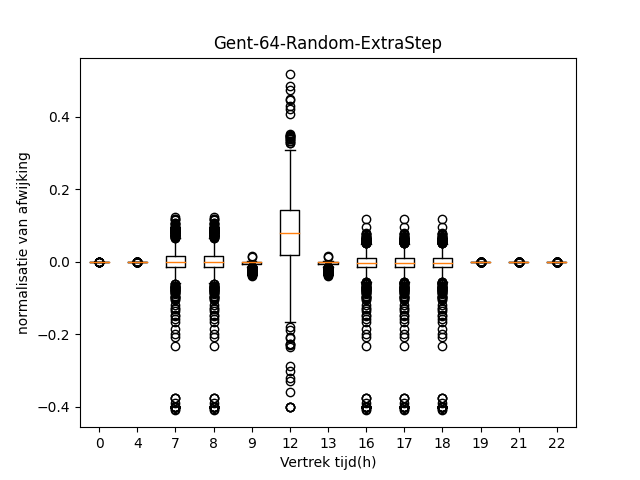 Gent-64-Random-ExtraStep
normalisatie van afwijking
0.4
0.2
0.0
−0.2
−0.4
0 4 7 8 9 12 13 16 17 18 19 21 22
Vertrek tijd(h)